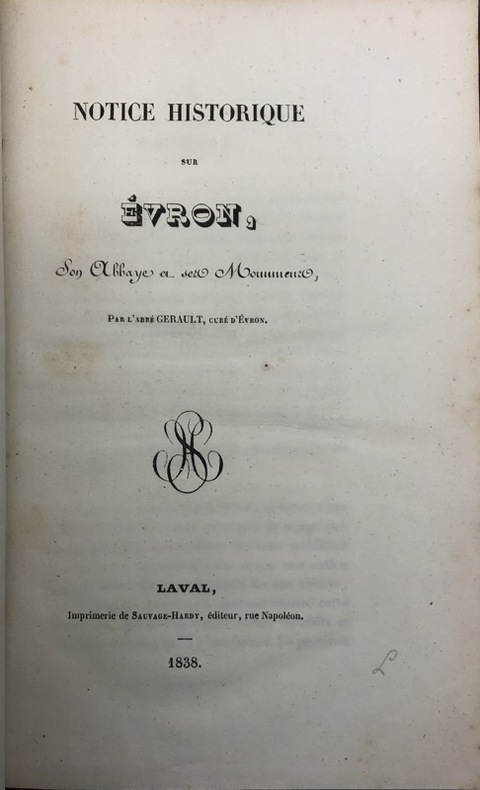 NOTICE HISTORIQUE
SUR
ÉVRON,
Son Abbaye et ses Monuments,
PAR L'ABBÉ GERAULT, CURÉ D'ÉVRON.
LAVAL,
Imprimerie de SAUVAGE-HARDY, éditeur, rue Napoléon.
1838.